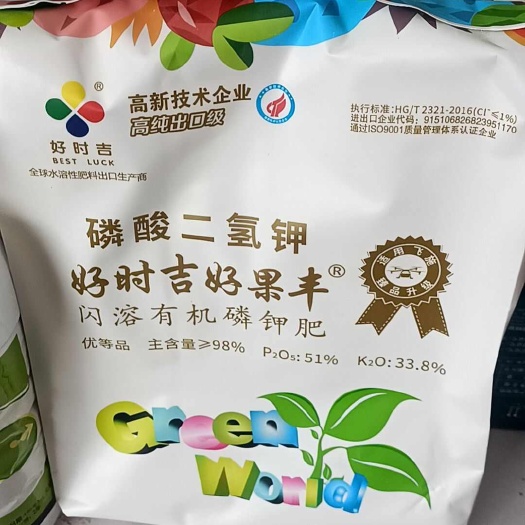 ®
好时吉
BEST LUCK
全球水溶性肥料出口生产商
高新技术企业
高纯出口级
执行标准:HG/T 2321-2016(Cl⁻≤1%)
进出口企业代码:915106826823951170
通过ISO9001质量管理体系认证企业
磷酸二氢钾
好时吉好果丰®
闪溶有机磷钾肥
优等品 主含量≥98% P₂O₅:51% K₂O:33.8%
适用飞施
臻品升级
Green
World